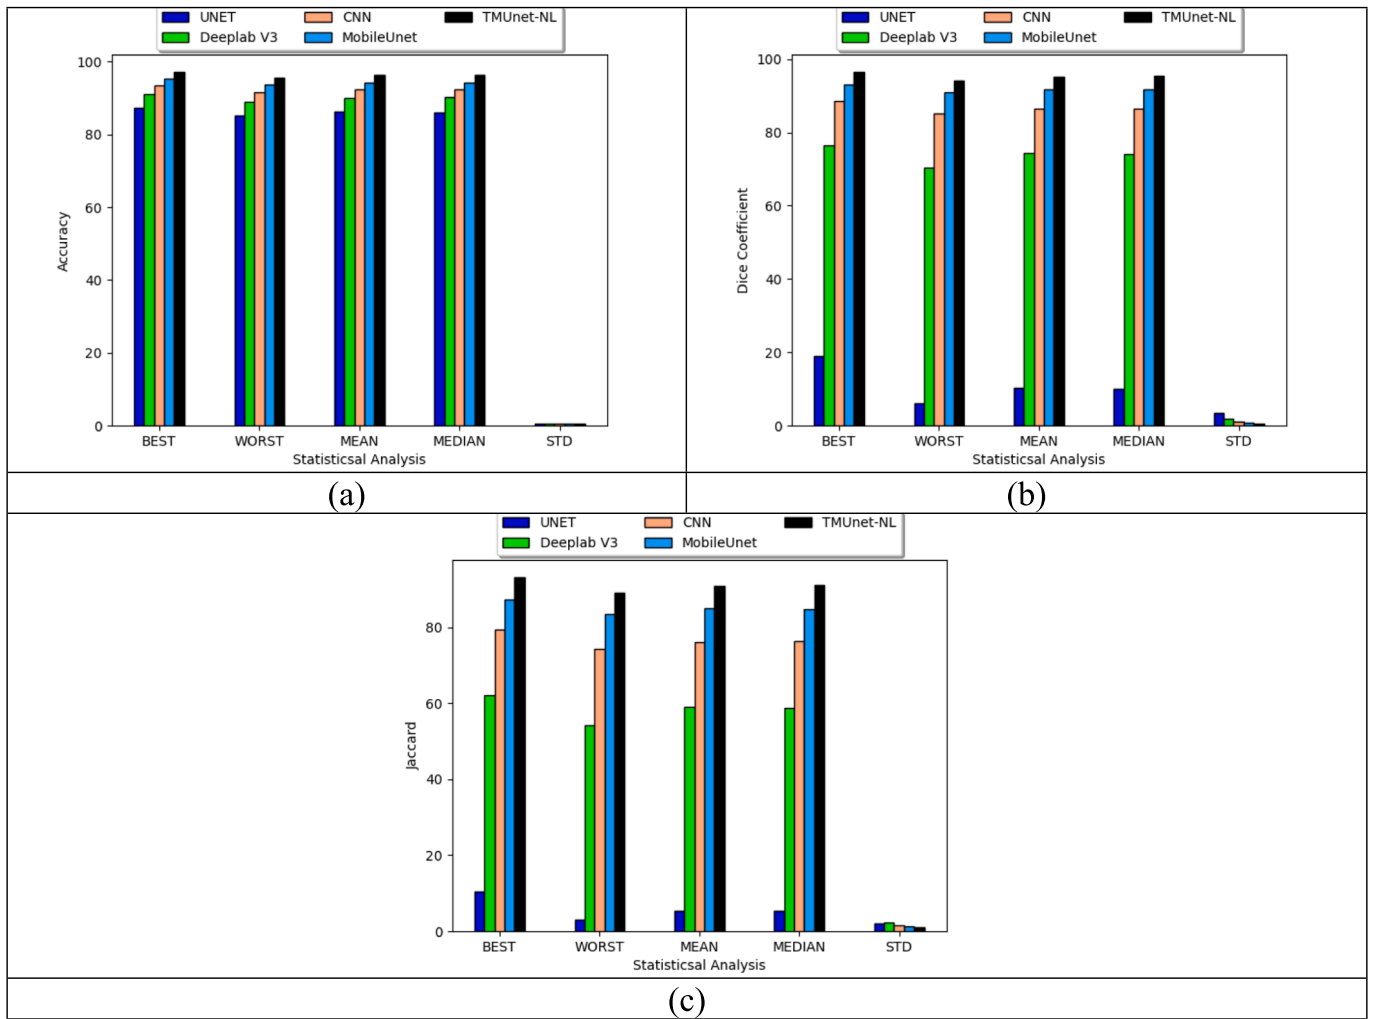 UNET CNN TMUnet-NL
Deeplab V3 MobileUnet
100
80
60
40
20
0
Accuracy
BEST WORST MEAN MEDIAN STD
Statisticsal Analysis
(a)
UNET CNN TMUnet-NL
Deeplab V3 MobileUnet
100
80
60
40
20
0
Dice Coefficient
BEST WORST MEAN MEDIAN STD
Statisticsal Analysis
(b)
UNET CNN TMUnet-NL
Deeplab V3 MobileUnet
80
60
40
20
0
Jaccard
BEST WORST MEAN MEDIAN STD
Statisticsal Analysis
(c)